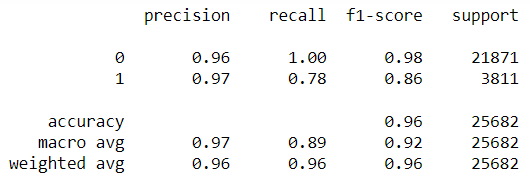 precision recall f1-score support
0 0.96 1.00 0.98 21871
1 0.97 0.78 0.86 3811
accuracy 0.96 25682
macro avg 0.97 0.89 0.92 25682
weighted avg 0.96 0.96 0.96 25682